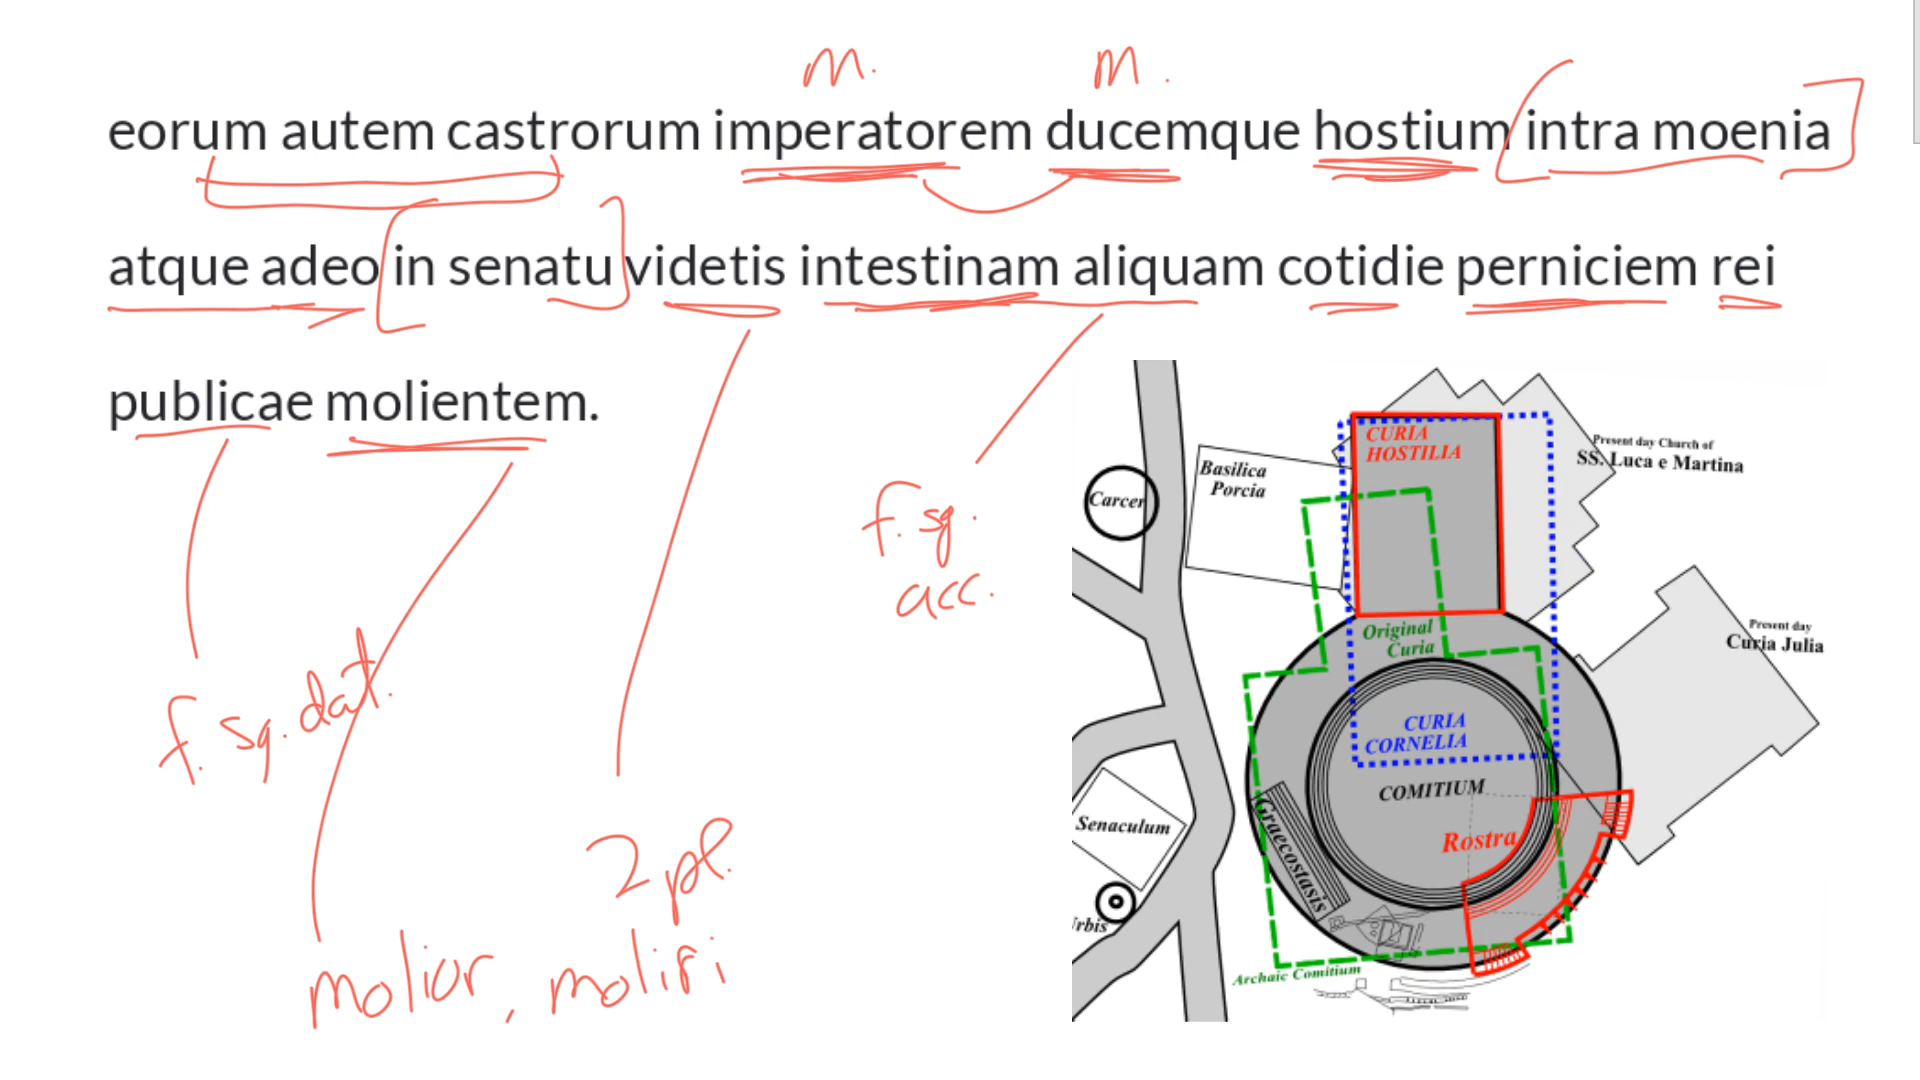 m. m.
eorum autem castrorum imperatorem ducemque hostium intra moenia
atque adeo in senatu videtis intestinam aliquam cotidie perniciem rei
publicae molientem.
f. sg. dat.
molior, moliri
2 pl.
f. sg.
acc.
CURIA
HOSTILIA
Present day Church of
SS. Luca e Martina
Basilica
Porcia
Carcer
Original
Curia
Present day
Curia Julia
CURIA
CORNELIA
COMITIUM
Rostra
Graecostasis
Senaculum
rbis
Archaic Comitium